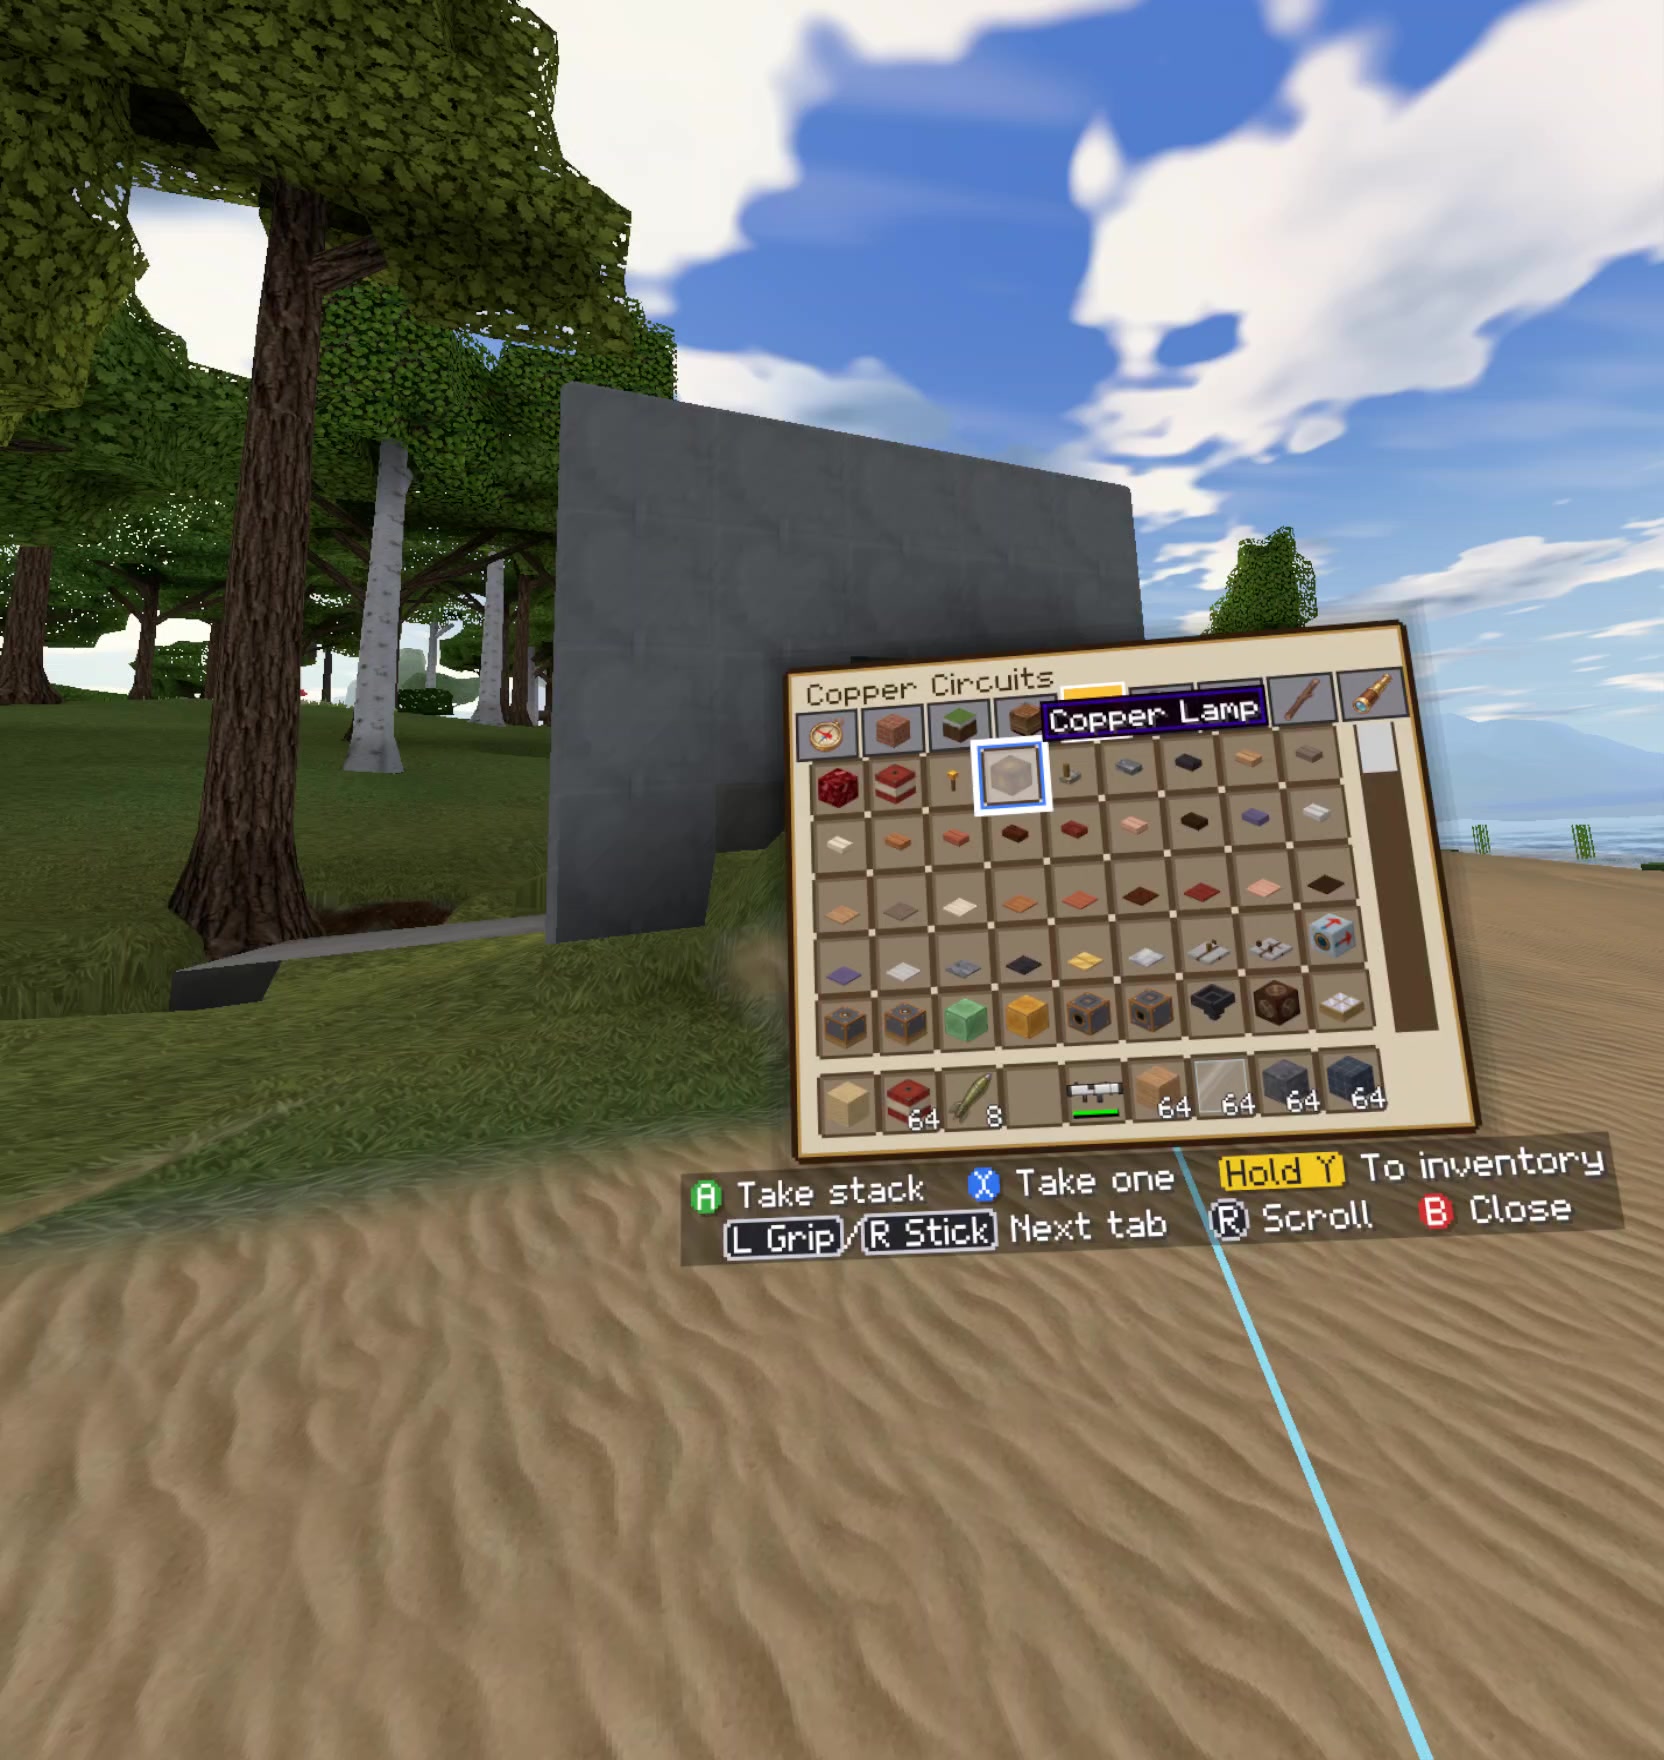 Copper Circuits
Copper Lamp
64 8 64 64 64 64
A Take stack X Take one Hold Y To inventory
L Grip/R Stick Next tab R Scroll B Close